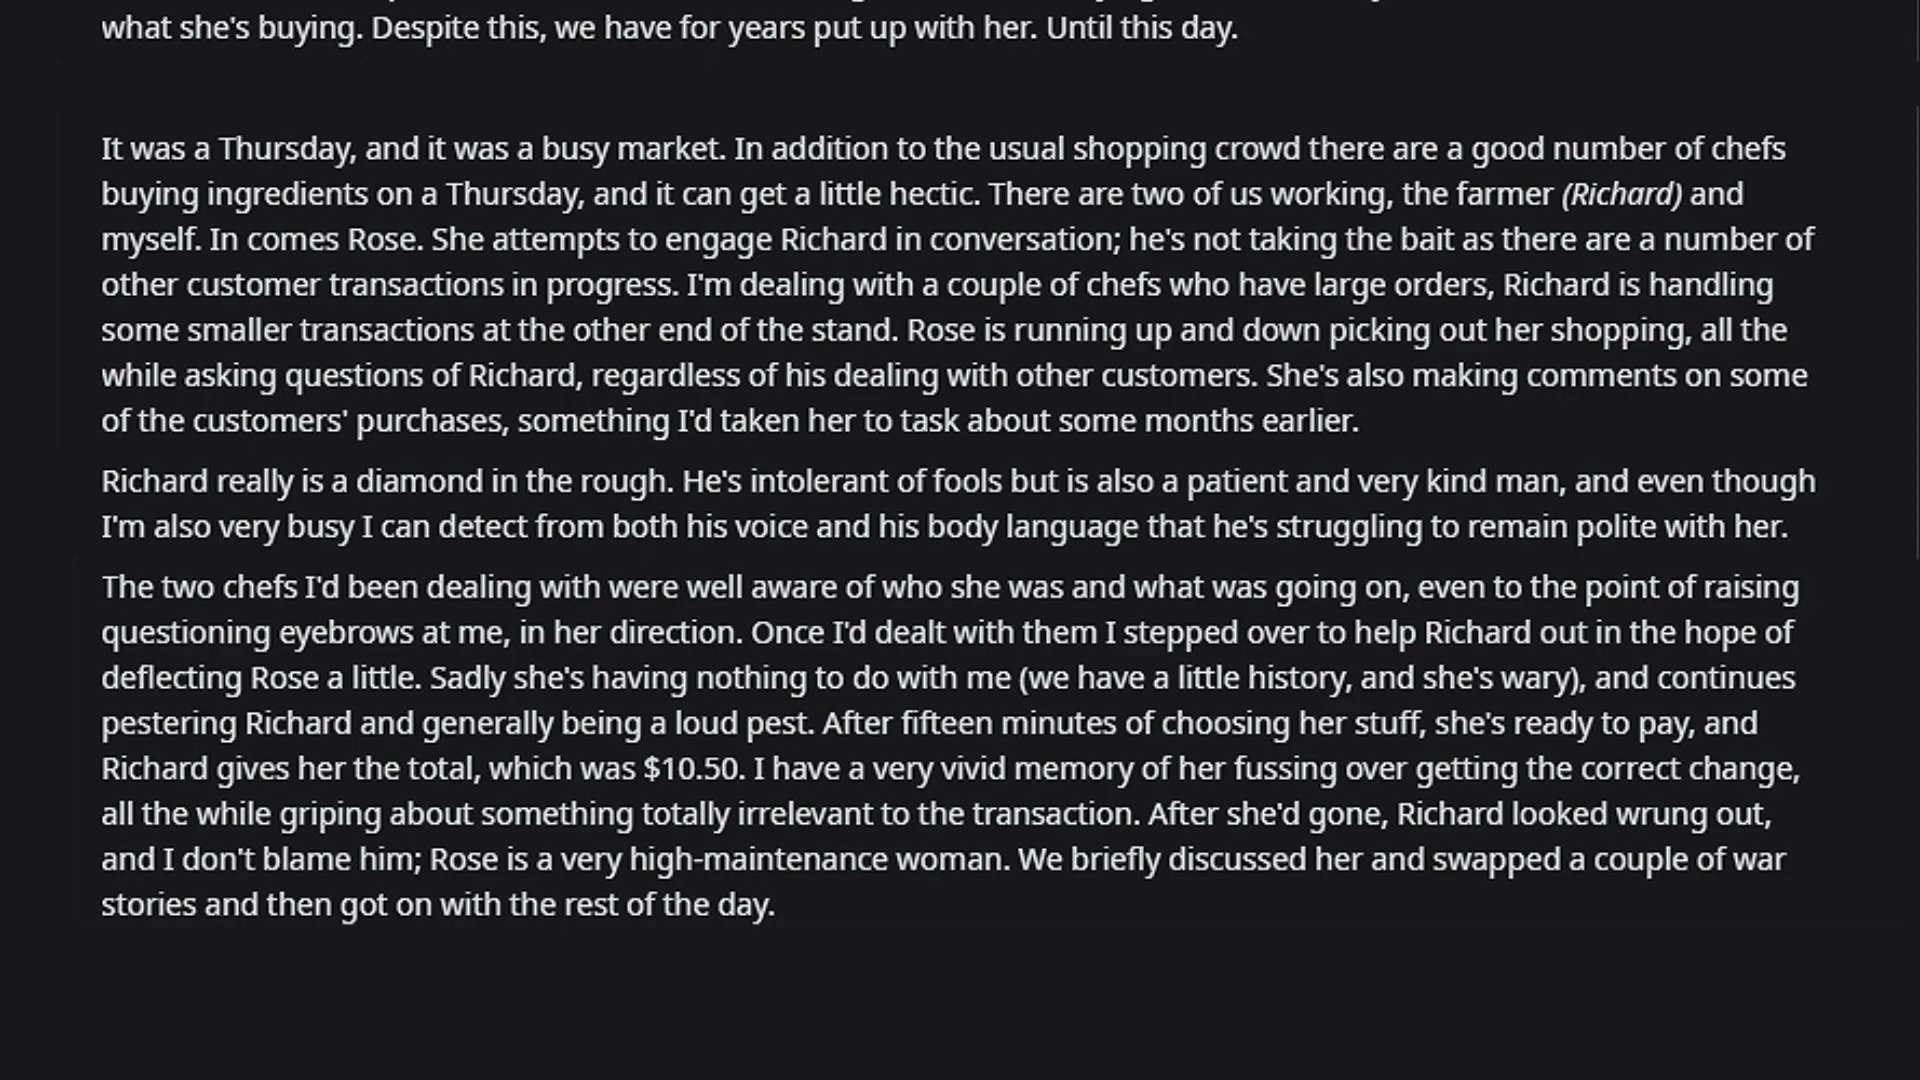 what she's buying. Despite this, we have for years put up with her. Until this day.
It was a Thursday, and it was a busy market. In addition to the usual shopping crowd there are a good number of chefs
buying ingredients on a Thursday, and it can get a little hectic. There are two of us working, the farmer (Richard) and
myself. In comes Rose. She attempts to engage Richard in conversation; he's not taking the bait as there are a number of
other customer transactions in progress. I'm dealing with a couple of chefs who have large orders, Richard is handling
some smaller transactions at the other end of the stand. Rose is running up and down picking out her shopping, all the
while asking questions of Richard, regardless of his dealing with other customers. She's also making comments on some
of the customers' purchases, something I'd taken her to task about some months earlier.
Richard really is a diamond in the rough. He's intolerant of fools but is also a patient and very kind man, and even though
I'm also very busy I can detect from both his voice and his body language that he's struggling to remain polite with her.
The two chefs I'd been dealing with were well aware of who she was and what was going on, even to the point of raising
questioning eyebrows at me, in her direction. Once I'd dealt with them I stepped over to help Richard out in the hope of
deflecting Rose a little. Sadly she's having nothing to do with me (we have a little history, and she's wary), and continues
pestering Richard and generally being a loud pest. After fifteen minutes of choosing her stuff, she's ready to pay, and
Richard gives her the total, which was $10.50. I have a very vivid memory of her fussing over getting the correct change,
all the while griping about something totally irrelevant to the transaction. After she'd gone, Richard looked wrung out,
and I don't blame him; Rose is a very high-maintenance woman. We briefly discussed her and swapped a couple of war
stories and then got on with the rest of the day.